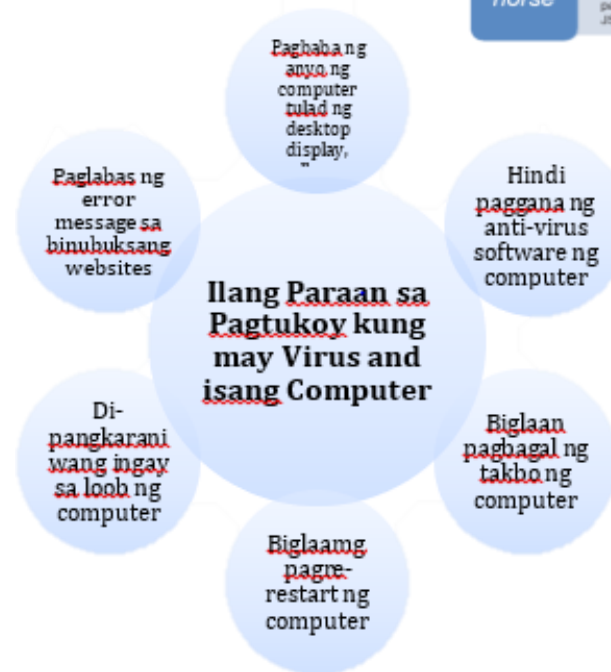 horse
Pagbaba ng
anyo ng
computer
tulad ng
desktop
display,
Hindi
paggana ng
anti-virus
software ng
computer
Biglaan
pagbagal ng
takbo ng
computer
Biglaamg
pagre-
restart ng
computer
Di-
pangkarani
wang ingay
sa loob ng
computer
Paglabas ng
error
message sa
binubuksang
websites
Ilang Paraan sa
Pagtukoy kung
may Virus and
isang Computer